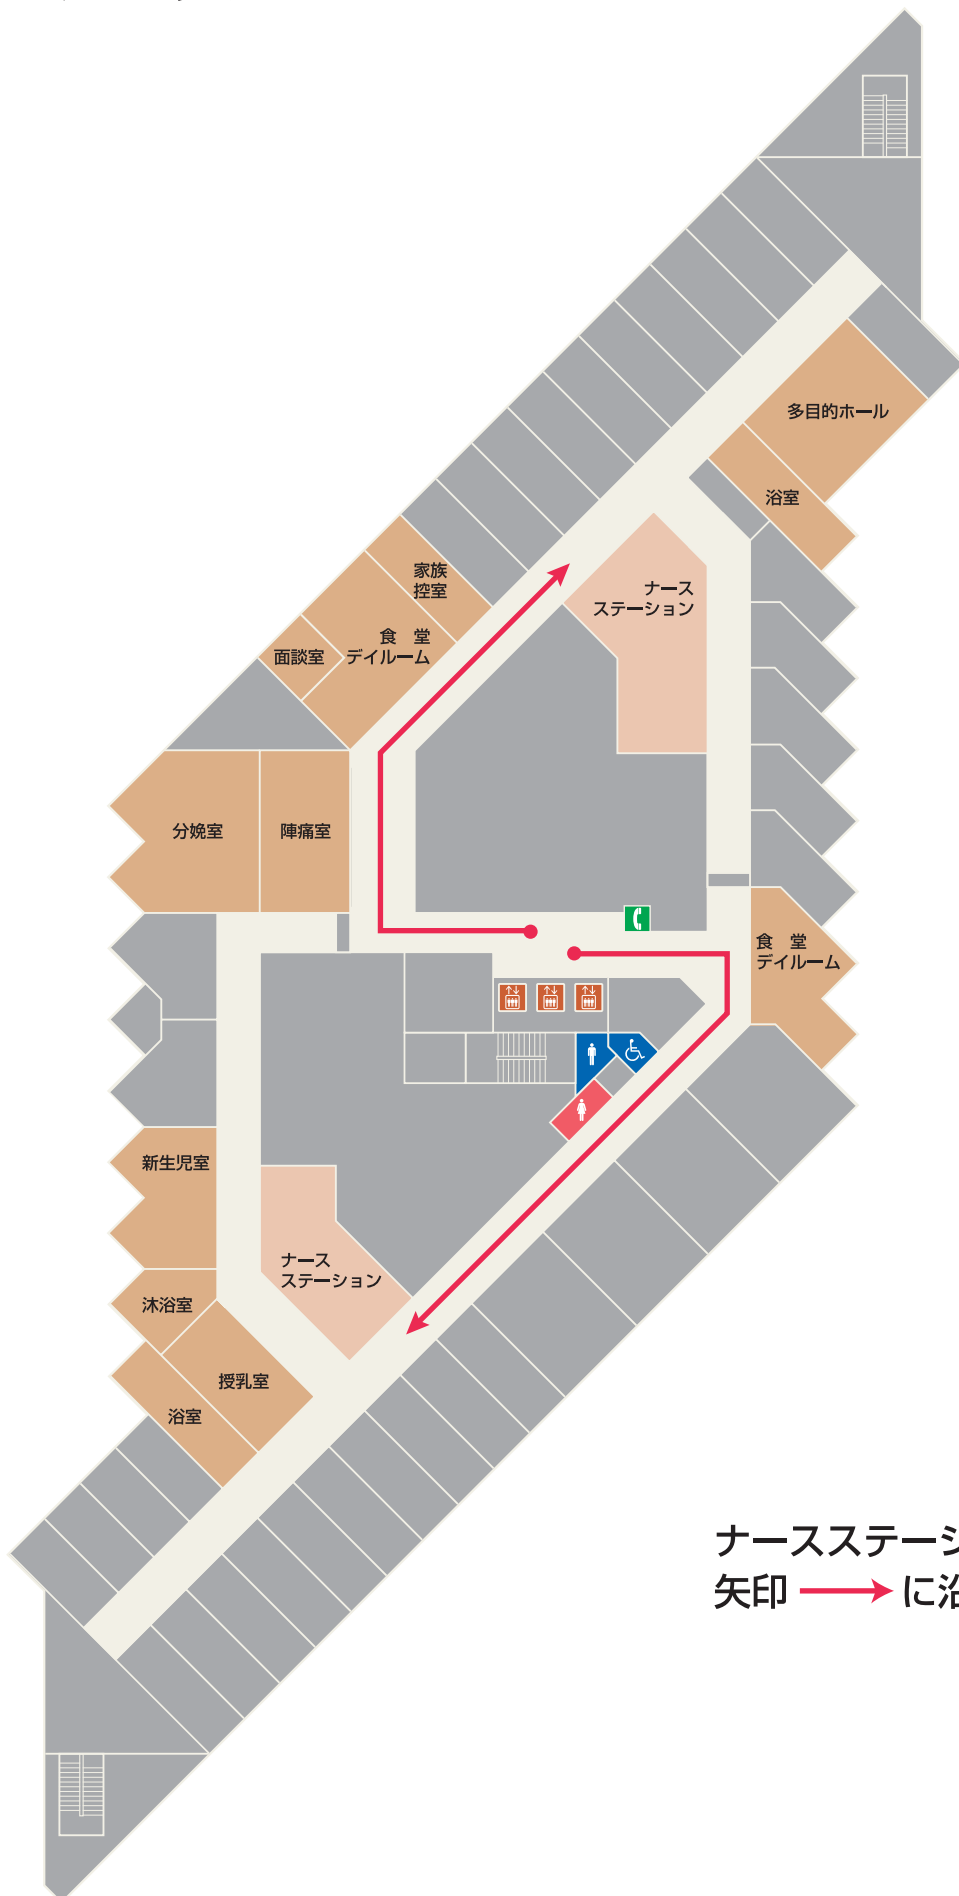 多目的ホール
浴室
ナース
ステーション
家族
控室
食　堂
デイルーム
面談室
分娩室
陣痛室
食　堂
デイルーム
新生児室
ナース
ステーション
沐浴室
授乳室
浴室
ナースステーシ
矢印 → に沿